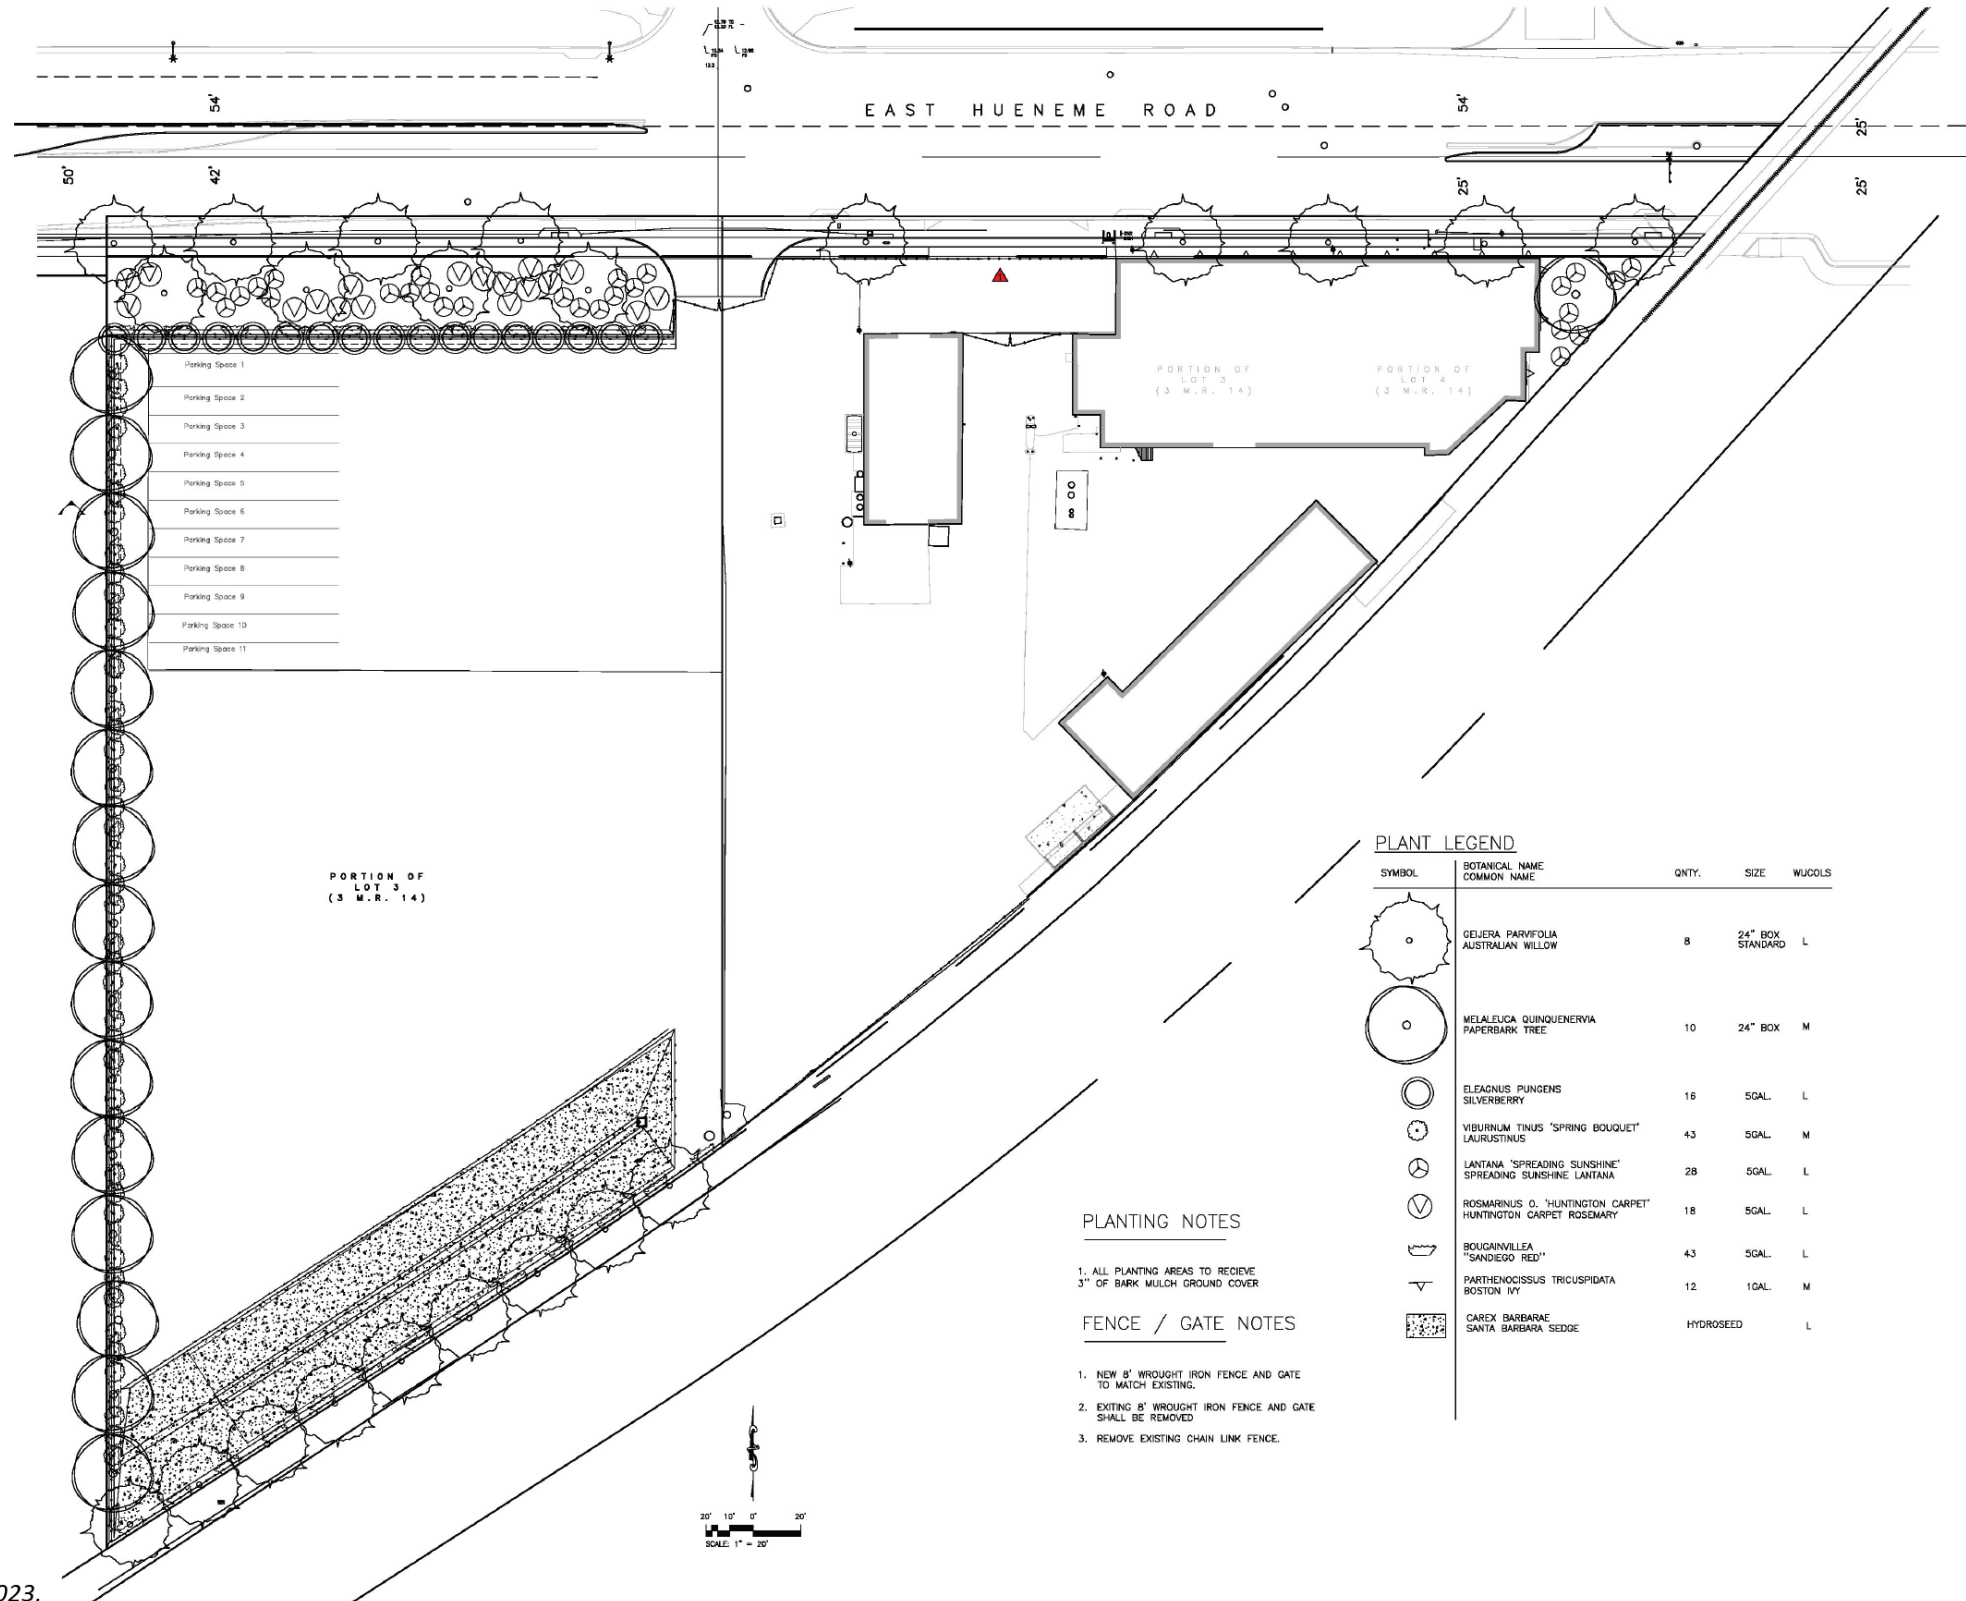 54'
EAST HUENEME ROAD
54'
25'
50'
42'
25'
25'
Parking Space 1
Parking Space 2
Parking Space 3
Parking Space 4
Parking Space 5
Parking Space 6
Parking Space 7
Parking Space 8
Parking Space 9
Parking Space 10
Parking Space 11
PORTION OF
LOT 3
(3 M.R. 14)
PORTION OF
LOT 4
(3 M.R. 14)
PORTION OF
LOT 3
(3 M.R. 14)
PLANT LEGEND
SYMBOL BOTANICAL NAME QNTY. SIZE WUCOLS
COMMON NAME
GEIJERA PARVIFOLIA 8 24" BOX L
AUSTRALIAN WILLOW STANDARD
MELALEUCA QUINQUENERVIA 10 24" BOX M
PAPERBARK TREE
ELEAGNUS PUNGENS 16 5GAL. L
SILVERBERRY
VIBURNUM TINUS 'SPRING BOUQUET' 43 5GAL. M
LAURUSTINUS
LANTANA 'SPREADING SUNSHINE' 28 5GAL. L
SPREADING SUNSHINE LANTANA
ROSMARINUS O. 'HUNTINGTON CARPET' 18 5GAL. L
HUNTINGTON CARPET ROSEMARY
BOUGAINVILLEA 43 5GAL. L
"SANDIEGO RED"
PARTHENOCISSUS TRICUSPIDATA 12 1GAL. M
BOSTON IVY
CAREX BARBARAE HYDROSEED L
SANTA BARBARA SEDGE
PLANTING NOTES
1. ALL PLANTING AREAS TO RECIEVE
3" OF BARK MULCH GROUND COVER
FENCE / GATE NOTES
1. NEW 8' WROUGHT IRON FENCE AND GATE
TO MATCH EXISTING.
2. EXITING 8' WROUGHT IRON FENCE AND GATE
SHALL BE REMOVED
3. REMOVE EXISTING CHAIN LINK FENCE.
20' 10' 0' 20'
SCALE: 1" = 20'
023.